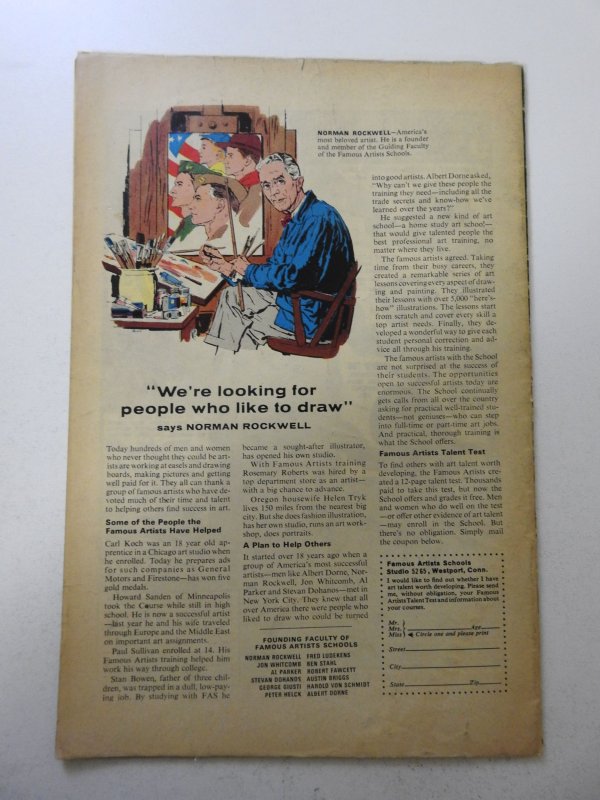 NORMAN ROCKWELL—America's
most beloved artist. He is a founder
and member of the Guiding Faculty
of the Famous Artists Schools.
"We're looking for
people who like to draw"
says NORMAN ROCKWELL
Today hundreds of men and women
who never thought they could be art-
ists are working at easels and drawing
boards, making pictures and getting
well paid for it. They all can thank a
group of famous artists who have de-
voted much of their time and talent
to helping others find success in art.
Some of the People the
Famous Artists Have Helped
Carl Koch was an 18 year old ap-
prentice in a Chicago art studio when
he enrolled. Today he prepares ads
for such companies as General
Motors and Firestone—has won five
gold medals.
Howard Sanden of Minneapolis
took the Course while still in high
school. He is now a successful artist
—last year he and his wife traveled
through Europe and the Middle East
on important art assignments.
Paul Sullivan enrolled at 14. His
Famous Artists training helped him
work his way through college.
Stan Bowen, father of three chil-
dren, was trapped in a dull, low-pay-
ing job. By studying with FAS he
became a sought-after illustrator,
has opened his own studio.
With Famous Artists training
Rosemary Roberts was hired by a
top department store as an artist—
with a big chance to advance.
Oregon housewife Helen Tryk
lives 150 miles from the nearest big
city. But she does fashion illustration,
has her own studio, runs an art work-
shop, does portraits.
A Plan to Help Others
It started over 18 years ago when a
group of America's most successful
artists—men like Albert Dorne, Nor-
man Rockwell, Jon Whitcomb, Al
Parker and Stevan Dohanos—met in
New York City. They knew that all
over America there were people who
liked to draw who could be turned
FOUNDING FACULTY OF
FAMOUS ARTISTS SCHOOLS
NORMAN ROCKWELL FRED LUDEKENS
JON WHITCOMB BEN STAHL
AL PARKER ROBERT FAWCETT
STEVAN DOHANOS AUSTIN BRIGGS
GEORGE GIUSTI HAROLD VON SCHMIDT
PETER HELCK ALBERT DORNE
into good artists. Albert Dorne asked,
"Why can't we give these people the
training they need—including all the
trade secrets and know-how we've
learned over the years?"
He suggested a new kind of art
school—a home study art school—
that would give talented people the
best professional art training, no
matter where they live.
The famous artists agreed. Taking
time from their busy careers, they
created a remarkable series of art
lessons covering every aspect of draw-
ing and painting. They illustrated
their lessons with over 5,000 "here's-
how" illustrations. The lessons start
from scratch and cover every skill a
top artist needs. Finally, they de-
veloped a wonderful way to give each
student personal correction and ad-
vice all through his training.
The famous artists with the School
are not surprised at the success of
their students. The opportunities
open to successful artists today are
enormous. The School continually
gets calls from all over the country
asking for practical well-trained stud-
ents—not geniuses—who can step
into full-time or part-time art jobs.
And practical, thorough training is
what the School offers.
Famous Artists Talent Test
To find others with art talent worth
developing, the Famous Artists cre-
ated a 12-page talent test. Thousands
paid to take this test, but now the
School offers and grades it free. Men
and women who do well on the test
—or offer other evidence of art talent
—may enroll in the School. But
there's no obligation. Simply mail
the coupon below.
Famous Artists Schools
Studio 5265, Westport, Conn.
I would like to find out whether I have
art talent worth developing. Please send
me, without obligation, your Famous
Artists Talent Test and information about
your courses.
Mr.
Mrs. Age
Miss Circle one and please print
Street
City
State Zip